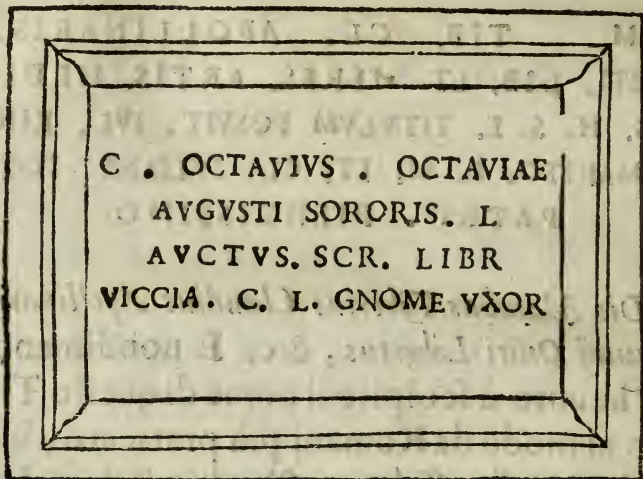 C . OCTAVIVS . OCTAVIAE
AVGVSTI SORORIS. L
AVCTVS. SCR. LIBR
VICCIA. C. L. GNOME VXOR